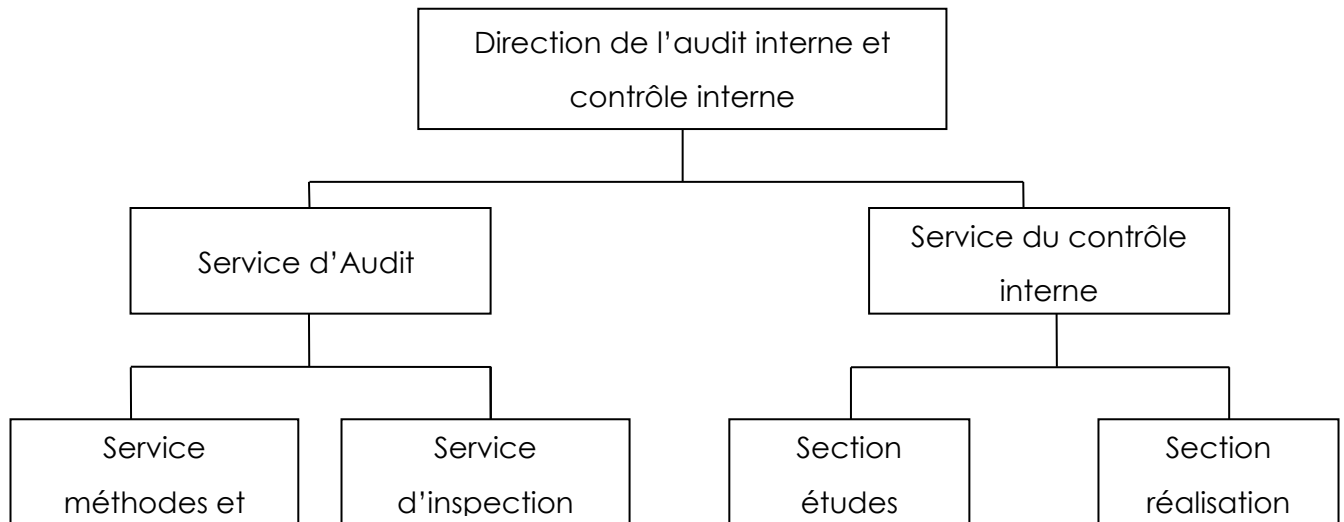 Direction de l’audit interne et
contrôle interne
Service d’Audit
Service du contrôle
interne
Service
méthodes et
Service
d’inspection
Section
études
Section
réalisation